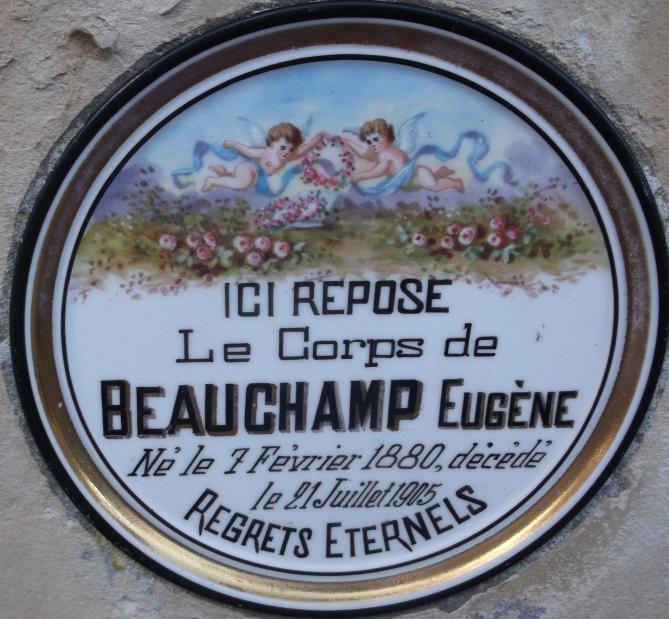 ICI REPOSE
Le Corps de
BEAUCHAMP EUGÈNE
Né le 7 Février 1880, décédé
le 21 Juillet 1905
REGRETS ETERNELS